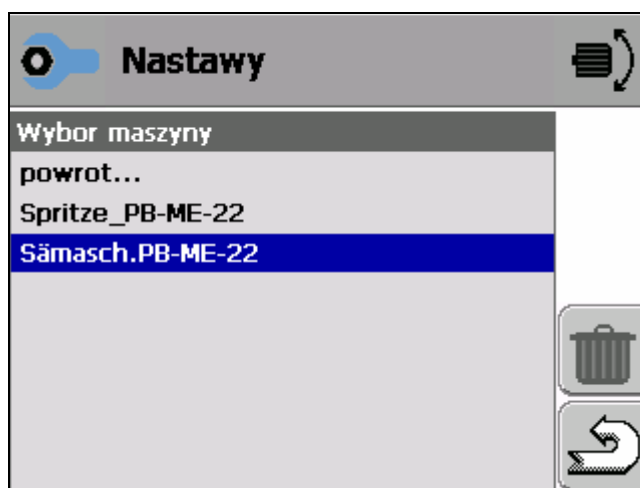 Nastawy
Wybor maszyny
powrot...
Spritze_PB-ME-22
Sämasch.PB-ME-22